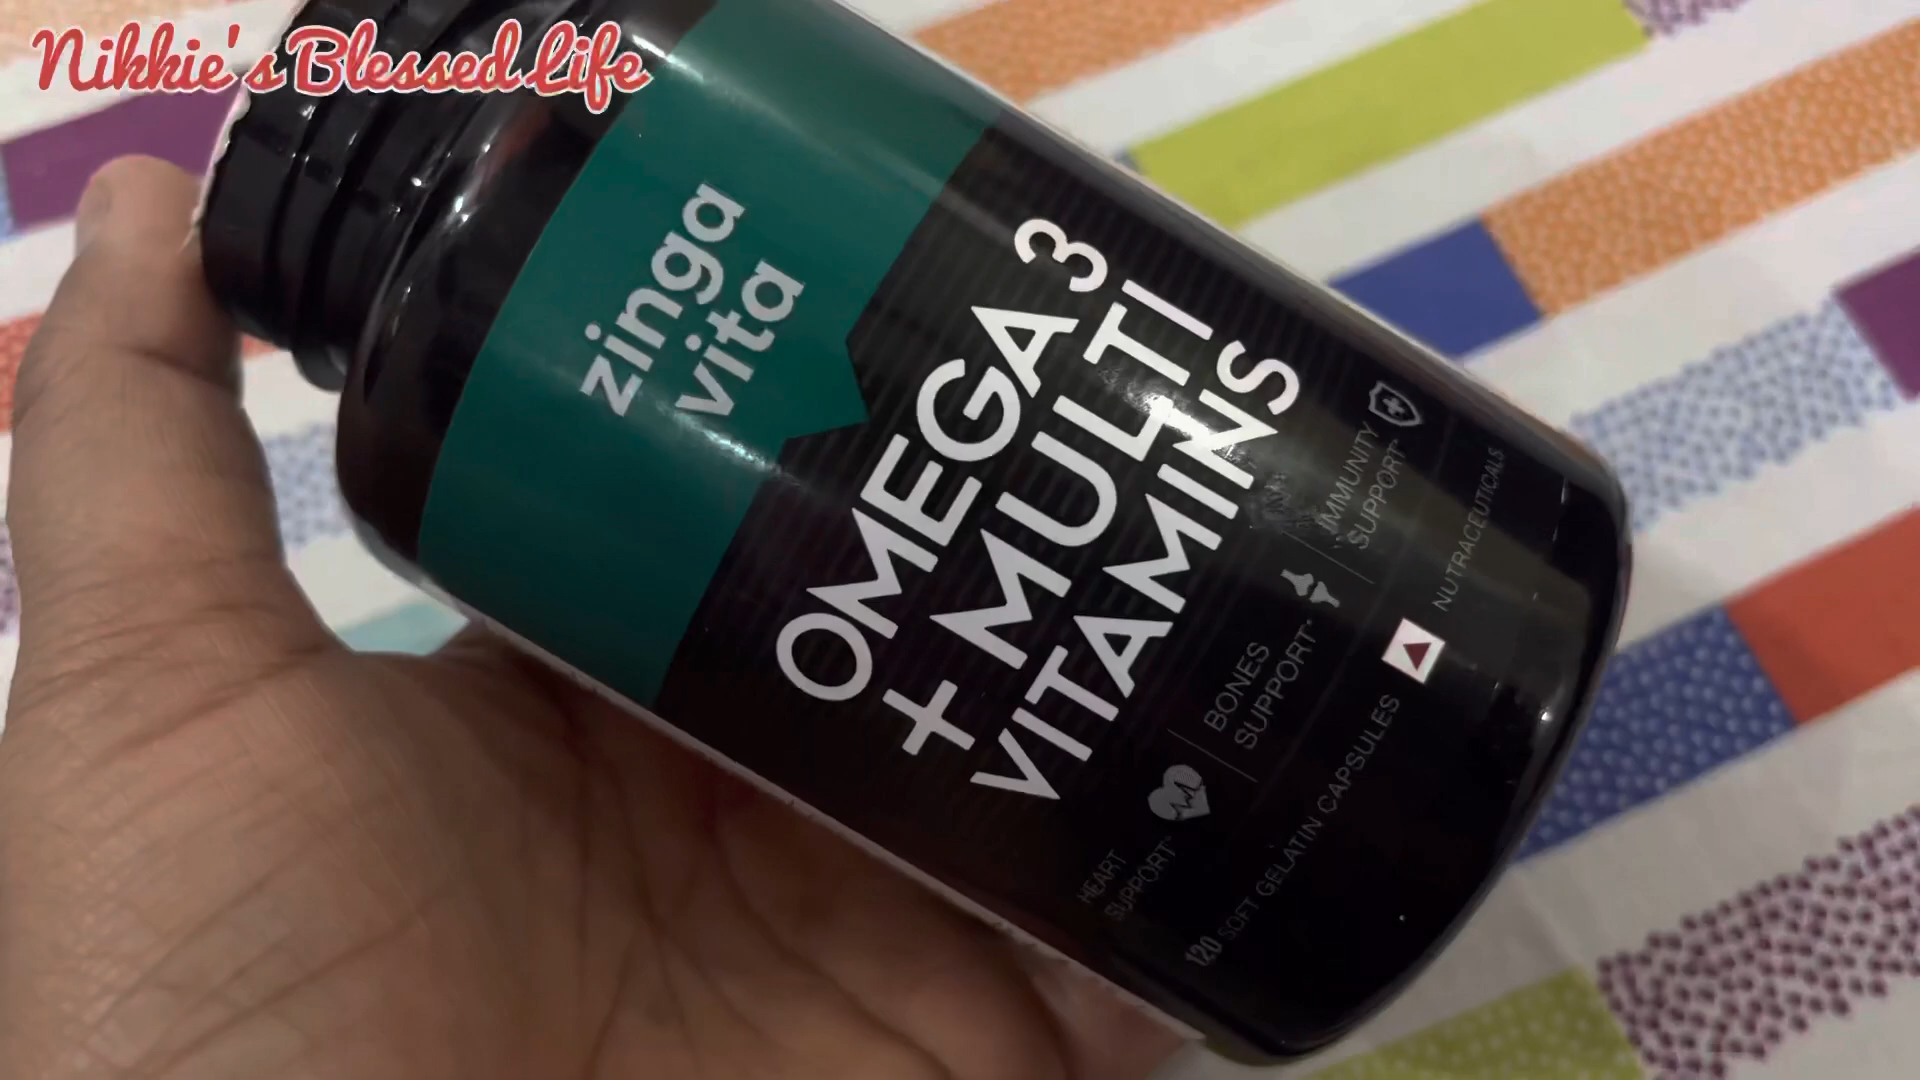 Nikkie's Blessed Life
zinga
vita
OMEGA 3
+ MULTI
VITAMINS
HEART
SUPPORT*
BONES
SUPPORT*
IMMUNITY
SUPPORT*
120 SOFT GELATIN CAPSULES
NUTRACEUTICALS